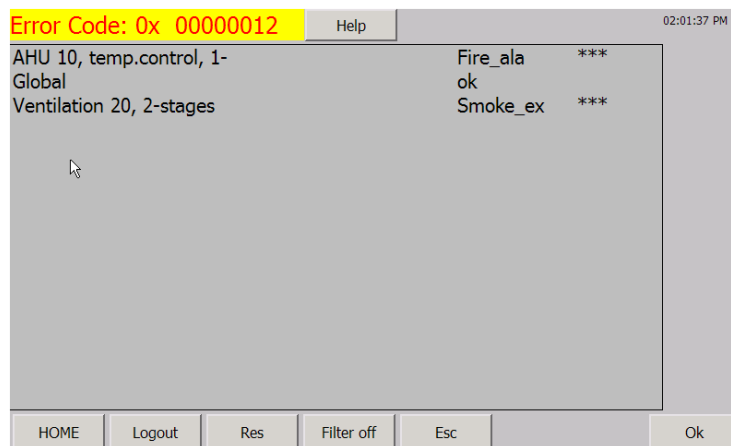 Error Code: 0x 00000012 Help 02:01:37 PM
AHU 10, temp.control, 1- Fire_ala ***
Global ok
Ventilation 20, 2-stages Smoke_ex ***
HOME Logout Res Filter off Esc Ok